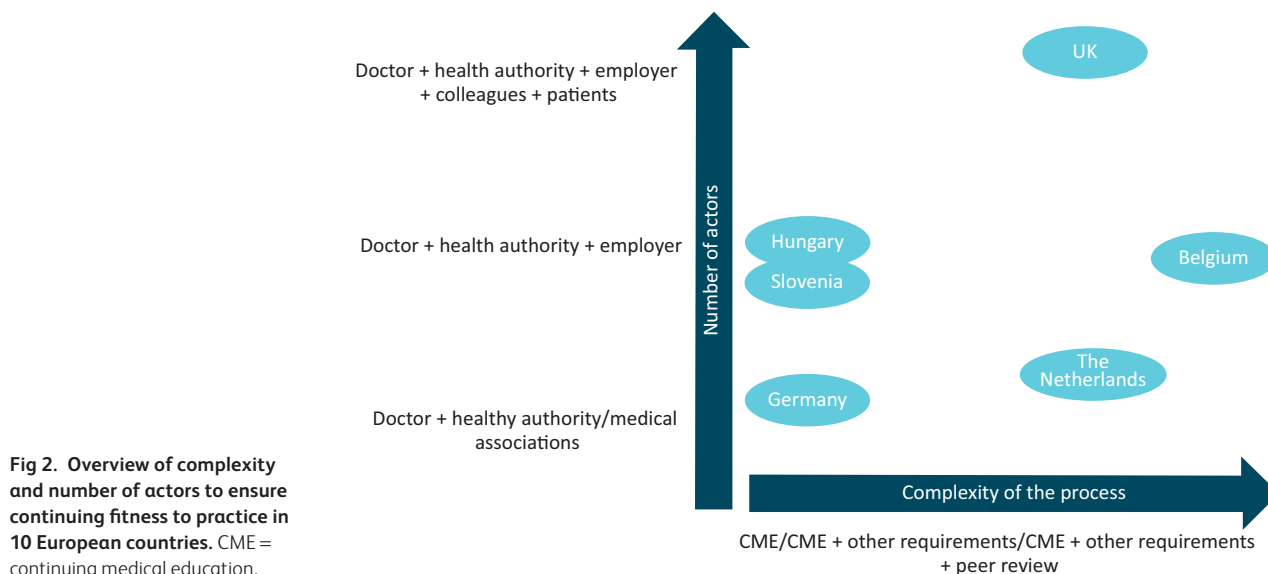 Doctor + health authority + employer
+ colleagues + patients
UK
Number of actors
Doctor + health authority + employer
Hungary
Slovenia
Belgium
The
Netherlands
Germany
Doctor + healthy authority/medical
associations
Complexity of the process
CME/CME + other requirements/CME + other requirements
+ peer review
Fig 2. Overview of complexity
and number of actors to ensure
continuing fitness to practice in
10 European countries. CME =
continuing medical education.